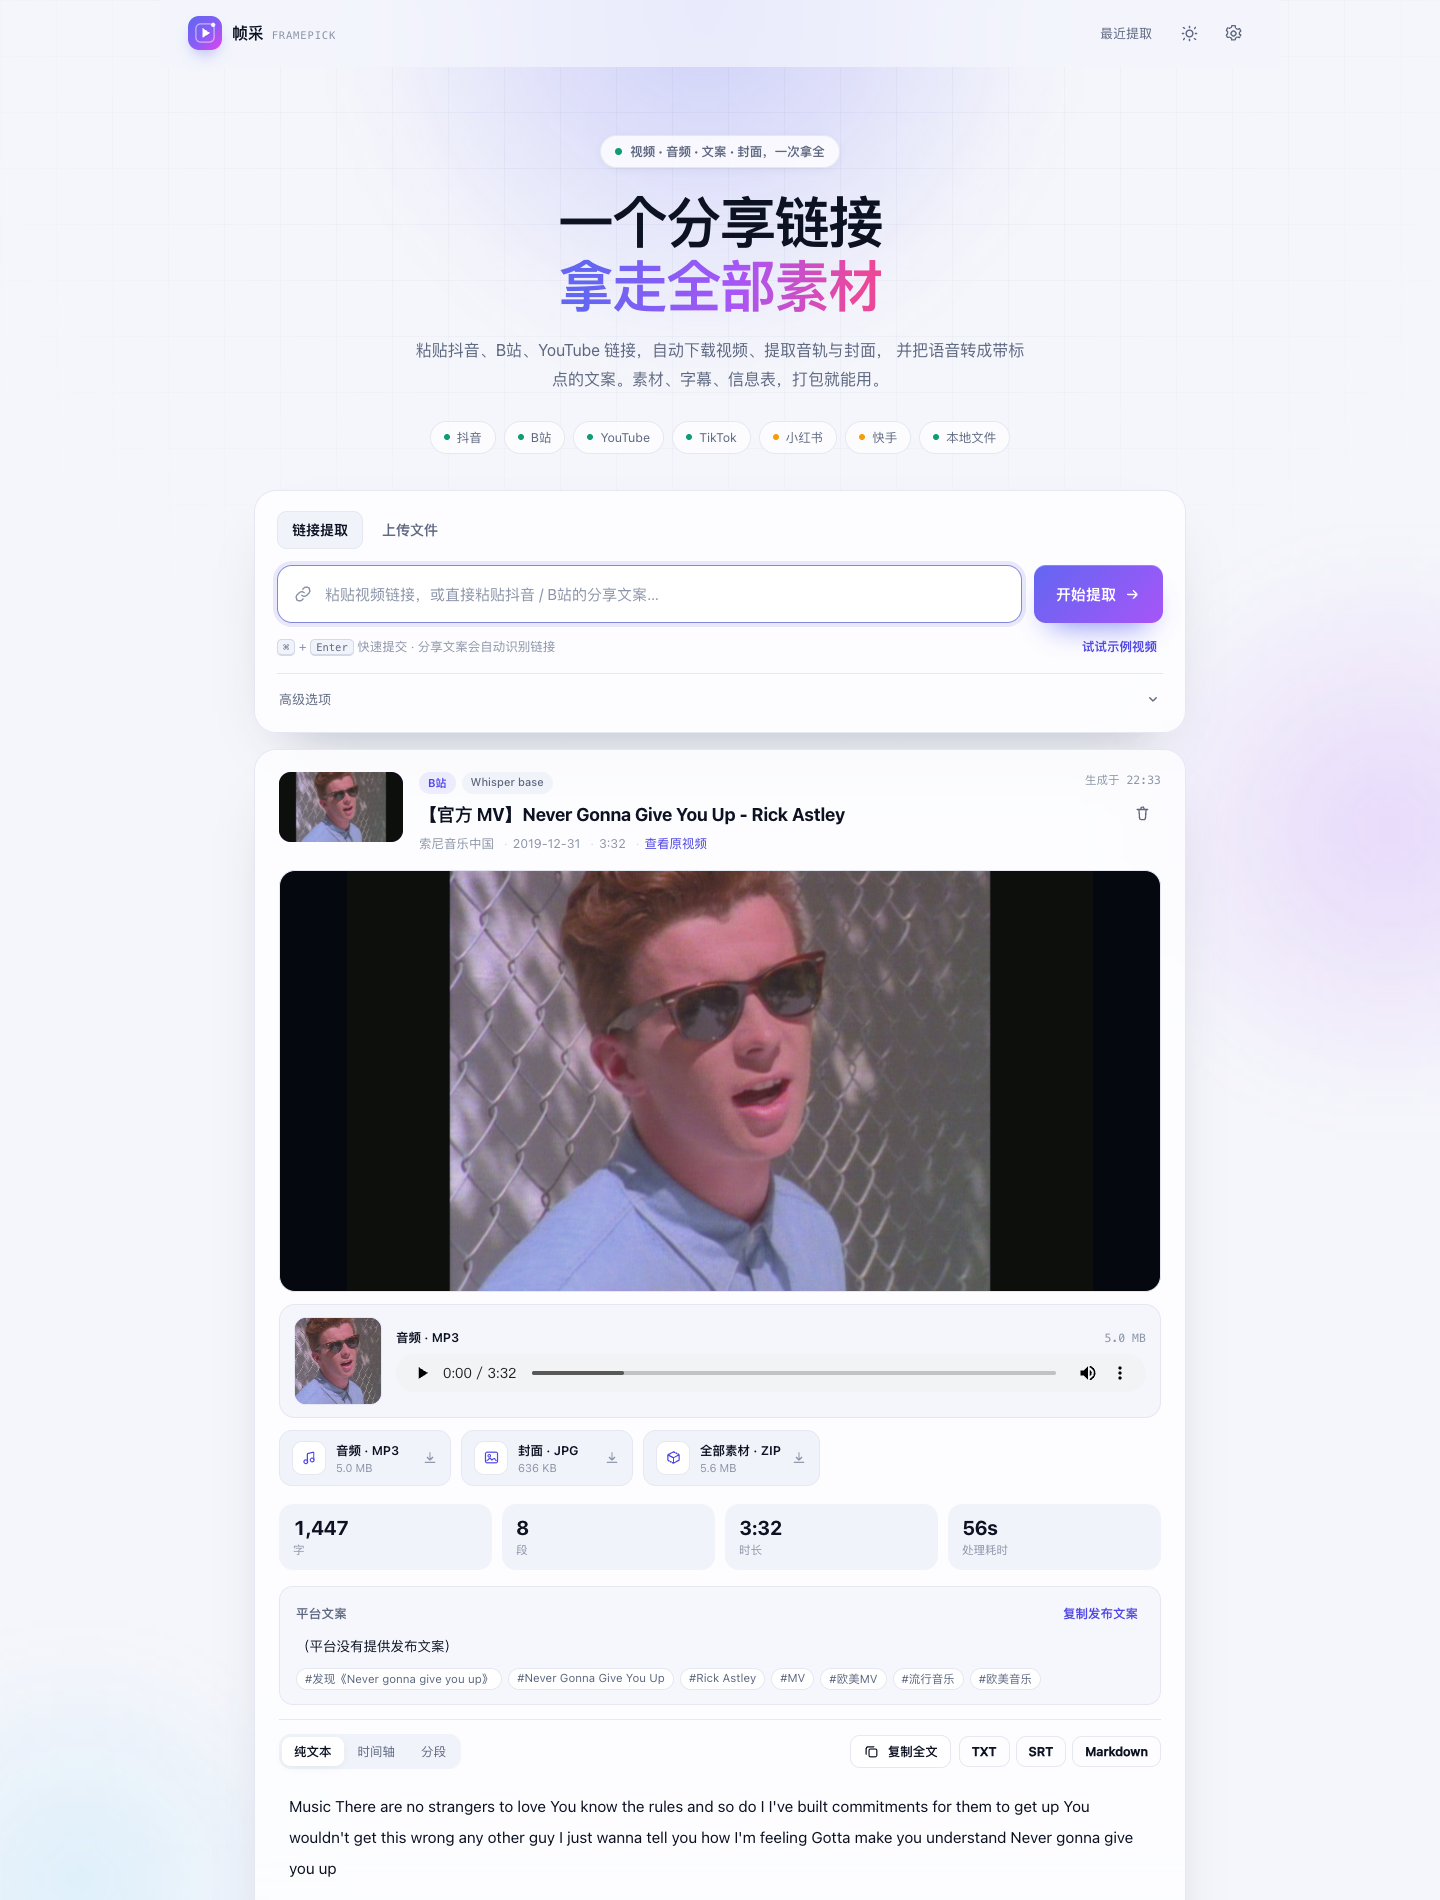 帧采 FRAMEPICK
最近提取
视频 · 音频 · 文案 · 封面，一次拿全
一个分享链接
拿走全部素材
粘贴抖音、B站、YouTube 链接，自动下载视频、提取音轨与封面， 并把语音转成带标
点的文案。素材、字幕、信息表，打包就能用。
抖音 B站 YouTube TikTok 小红书 快手 本地文件
链接提取 上传文件
粘贴视频链接，或直接粘贴抖音 / B站的分享文案...
开始提取 →
⌘ + Enter 快速提交 · 分享文案会自动识别链接
试试示例视频
高级选项
B站 Whisper base
生成于 22:33
【官方 MV】Never Gonna Give You Up - Rick Astley
索尼音乐中国 · 2019-12-31 · 3:32 · 查看原视频
音频 · MP3
5.0 MB
0:00 / 3:32
音频 · MP3
5.0 MB
封面 · JPG
636 KB
全部素材 · ZIP
5.6 MB
1,447
字
8
段
3:32
时长
56s
处理耗时
平台文案
复制发布文案
（平台没有提供发布文案）
#发现《Never gonna give you up》 #Never Gonna Give You Up #Rick Astley #MV #欧美MV #流行音乐 #欧美音乐
纯文本 时间轴 分段
复制全文 TXT SRT Markdown
Music There are no strangers to love You know the rules and so do I I've built commitments for them to get up You
wouldn't get this wrong any other guy I just wanna tell you how I'm feeling Gotta make you understand Never gonna give
you up